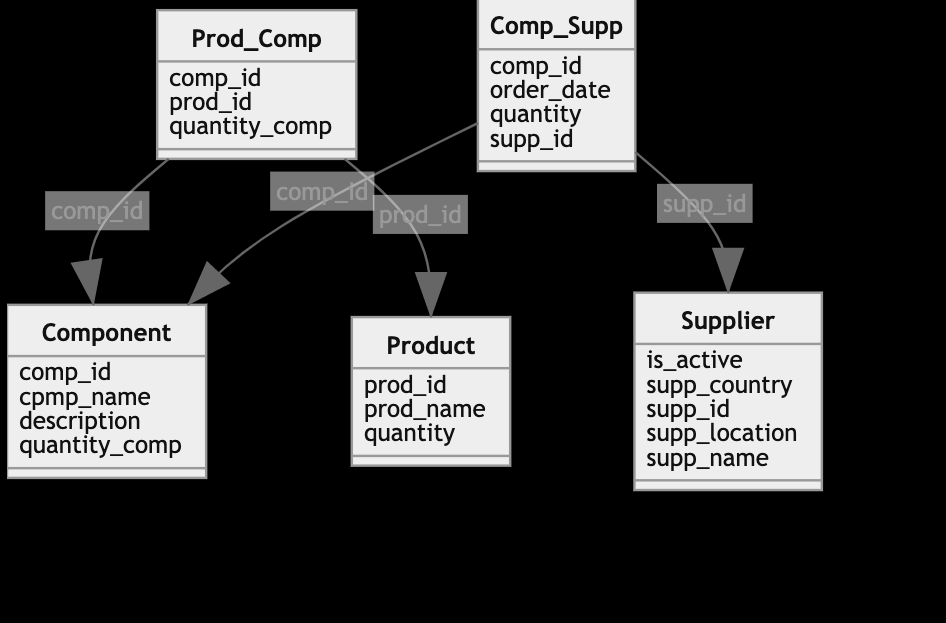 Prod_Comp
comp_id
prod_id
quantity_comp
Comp_Supp
comp_id
order_date
quantity
supp_id
comp_id
comp_id
prod_id
supp_id
Component
comp_id
cpmp_name
description
quantity_comp
Product
prod_id
prod_name
quantity
Supplier
is_active
supp_country
supp_id
supp_location
supp_name